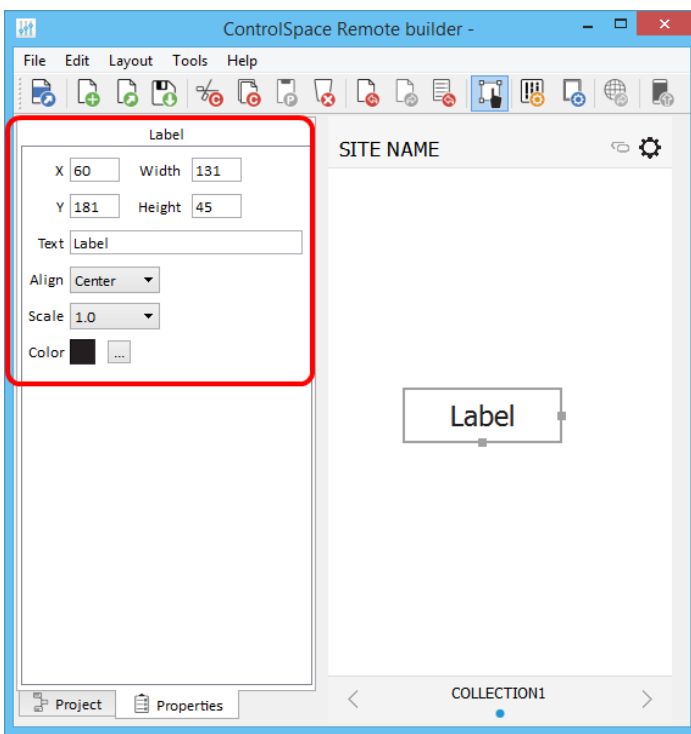 ControlSpace Remote builder -
File Edit Layout Tools Help
Label
X 60 Width 131
Y 181 Height 45
Text Label
Align Center
Scale 1.0
Color ...
SITE NAME
Label
COLLECTION1
Project Properties